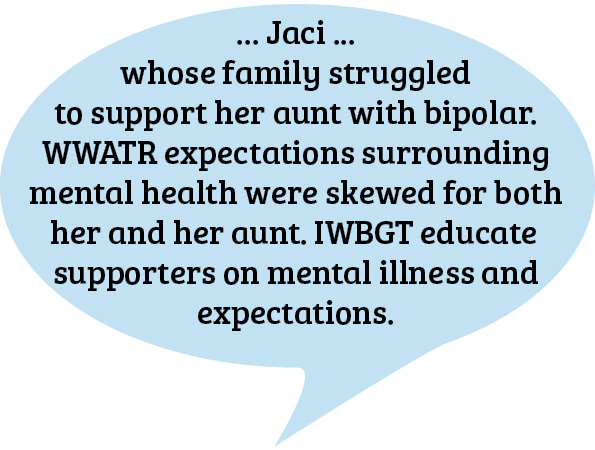 ... Jaci ...
whose family struggled
to support her aunt with bipolar.
WWATR expectations surrounding
mental health were skewed for both
her and her aunt. IWBGT educate
supporters on mental illness and
expectations.